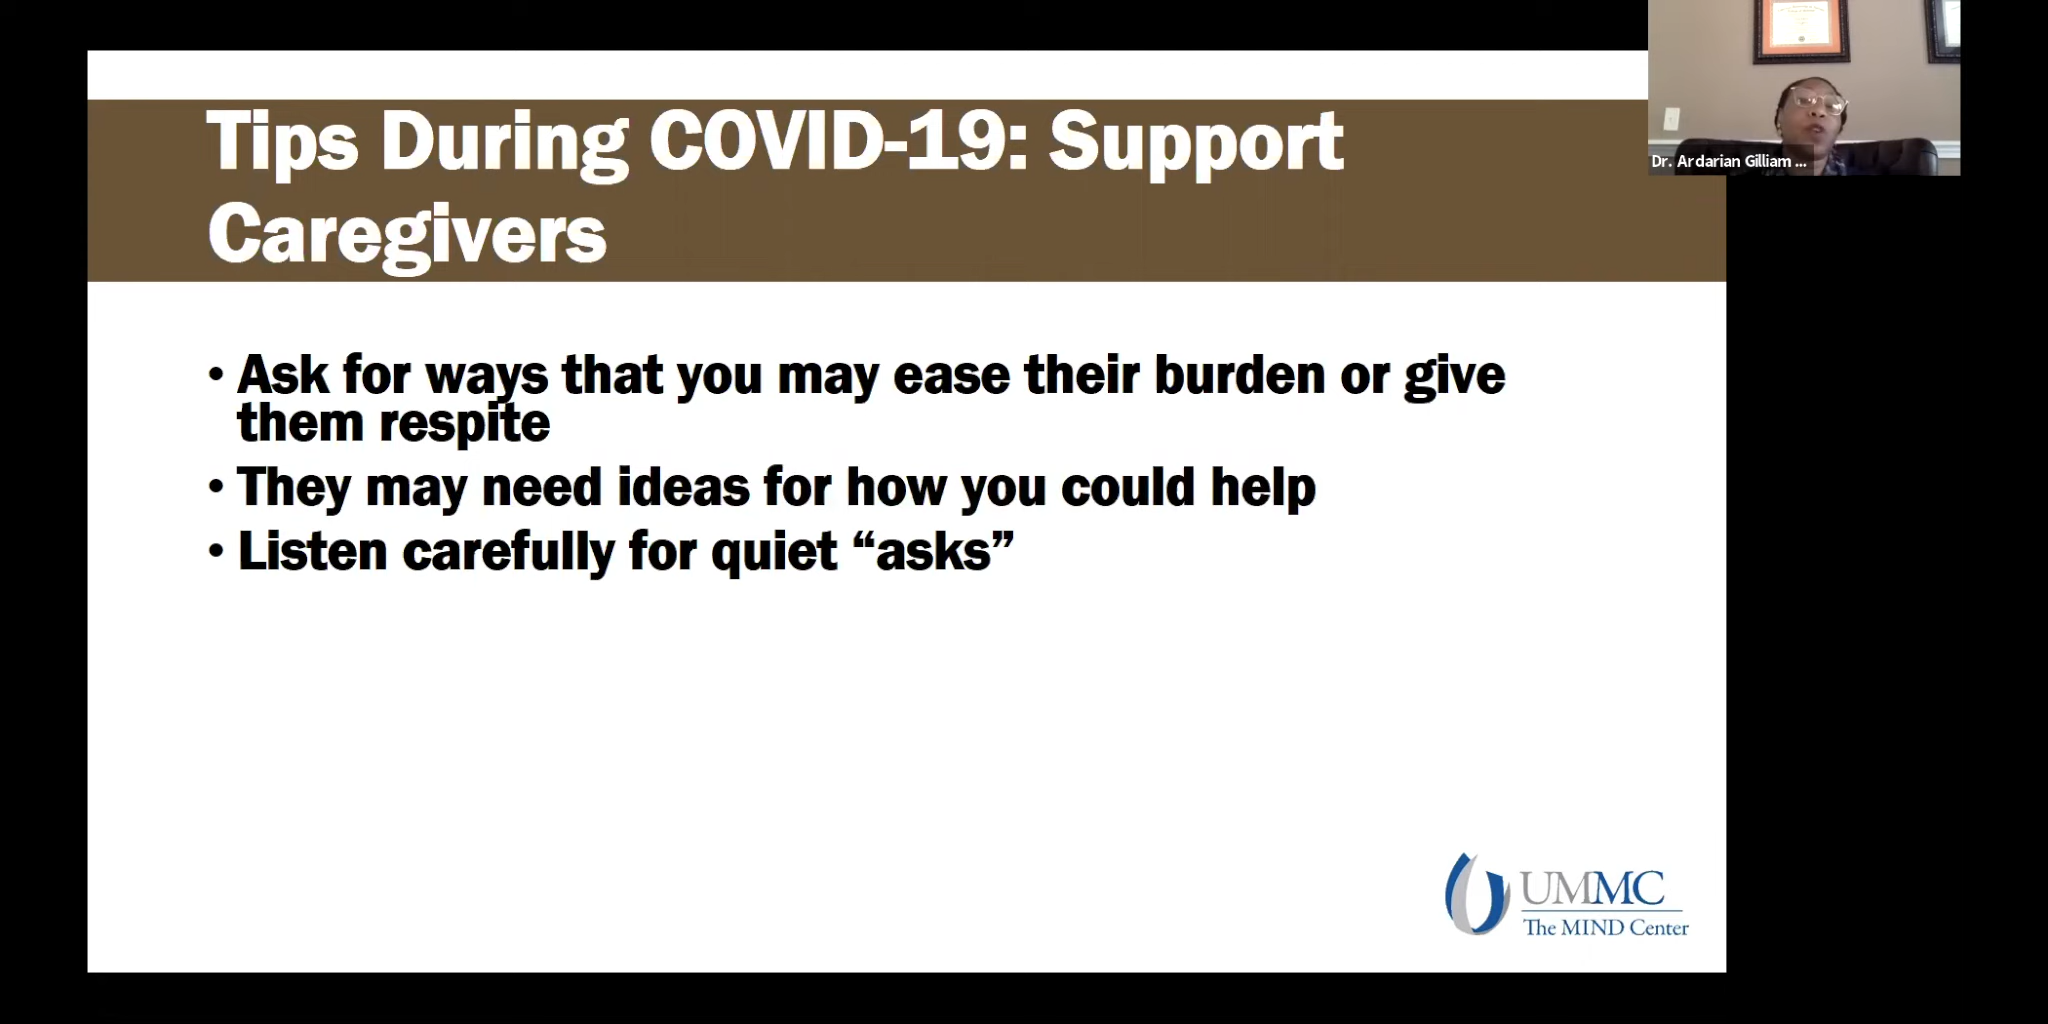 Tips During COVID-19: Support
Caregivers
• Ask for ways that you may ease their burden or give
them respite
• They may need ideas for how you could help
• Listen carefully for quiet “asks”
Dr. Ardarian Gilliam ...
UMMC
The MIND Center